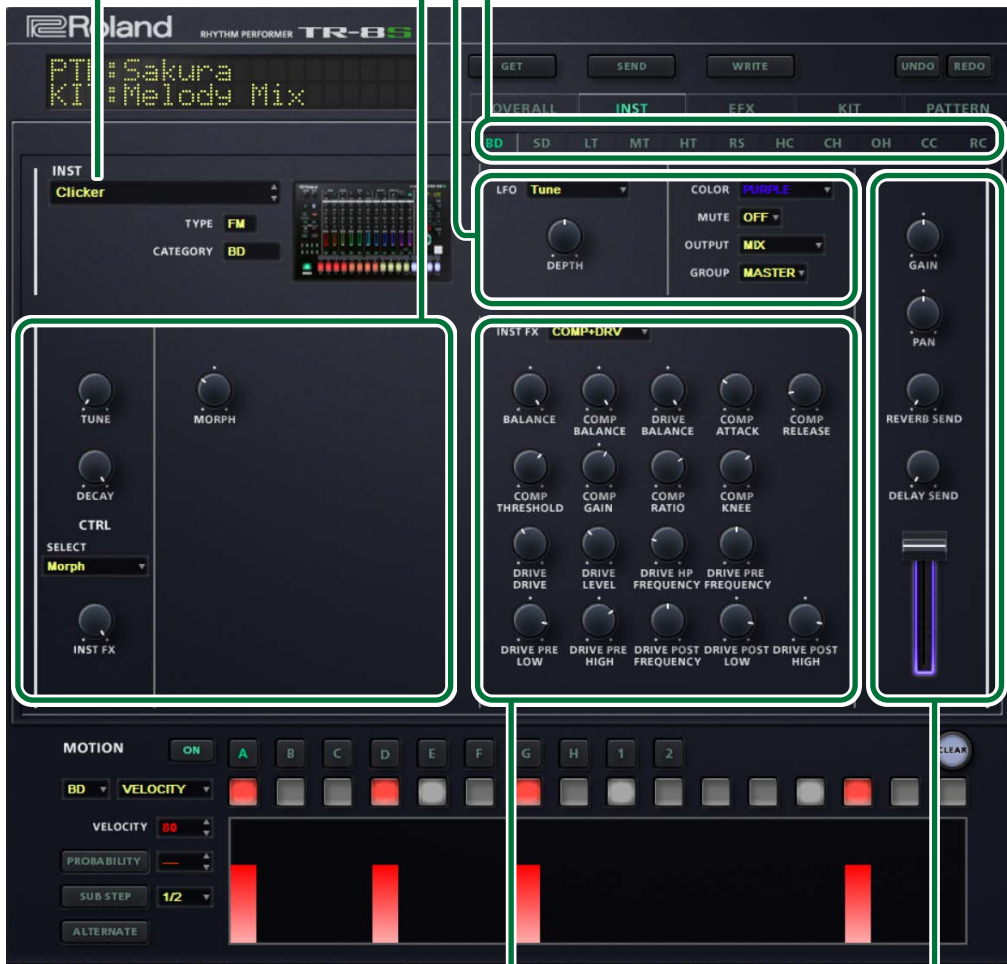 Roland RHYTHM PERFORMER TR-8S
PTN:Sakura
KIT:Melody Mix
GET SEND WRITE UNDO REDO
OVERALL INST EFX KIT PATTERN
BD SD LT MT HT RS HC CH OH CC RC
INST
Clicker
TYPE FM
CATEGORY BD
LFO Tune
DEPTH
COLOR PURPLE
MUTE OFF
OUTPUT MIX
GROUP MASTER
GAIN
PAN
REVERB SEND
DELAY SEND
TUNE MORPH
DECAY
CTRL
SELECT
Morph
INST FX
INST FX COMP+DRV
BALANCE COMP BALANCE DRIVE BALANCE COMP ATTACK COMP RELEASE
COMP THRESHOLD COMP GAIN COMP RATIO COMP KNEE
DRIVE DRIVE DRIVE LEVEL DRIVE HP FREQUENCY DRIVE PRE FREQUENCY
DRIVE PRE LOW DRIVE PRE HIGH DRIVE POST FREQUENCY DRIVE POST LOW DRIVE POST HIGH
MOTION ON A B C D E F G H 1 2 CLEAR
BD VELOCITY
VELOCITY 80
PROBABILITY ---
SUB STEP 1/2
ALTERNATE